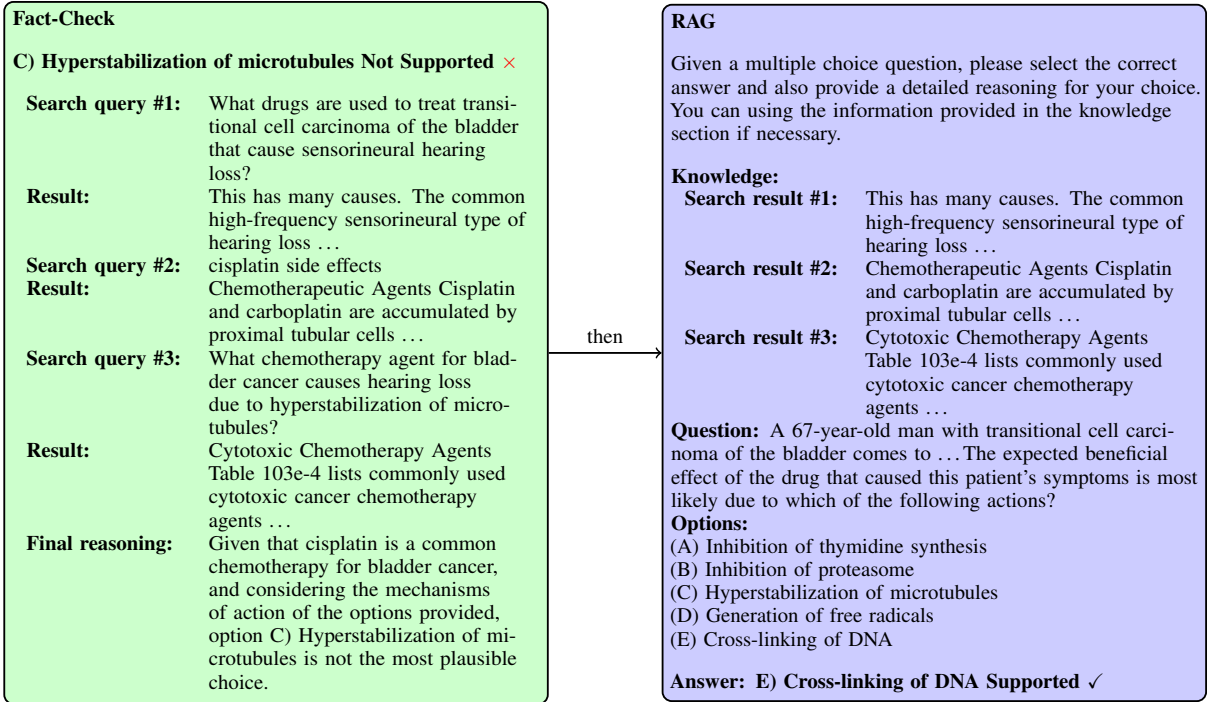 Fact-Check
C) Hyperstabilization of microtubules Not Supported ×
Search query #1: What drugs are used to treat transi-
tional cell carcinoma of the bladder
that cause sensorineural hearing
loss?
Result: This has many causes. The common
high-frequency sensorineural type of
hearing loss ...
Search query #2: cisplatin side effects
Result: Chemotherapeutic Agents Cisplatin
and carboplatin are accumulated by
proximal tubular cells ...
Search query #3: What chemotherapy agent for blad-
der cancer causes hearing loss
due to hyperstabilization of micro-
tubules?
Result: Cytotoxic Chemotherapy Agents
Table 103e-4 lists commonly used
cytotoxic cancer chemotherapy
agents ...
Final reasoning: Given that cisplatin is a common
chemotherapy for bladder cancer,
and considering the mechanisms
of action of the options provided,
option C) Hyperstabilization of mi-
crotubules is not the most plausible
choice.
then
RAG
Given a multiple choice question, please select the correct
answer and also provide a detailed reasoning for your choice.
You can using the information provided in the knowledge
section if necessary.
Knowledge:
Search result #1: This has many causes. The common
high-frequency sensorineural type of
hearing loss ...
Search result #2: Chemotherapeutic Agents Cisplatin
and carboplatin are accumulated by
proximal tubular cells ...
Search result #3: Cytotoxic Chemotherapy Agents
Table 103e-4 lists commonly used
cytotoxic cancer chemotherapy
agents ...
Question: A 67-year-old man with transitional cell carci-
noma of the bladder comes to ... The expected beneficial
effect of the drug that caused this patient's symptoms is most
likely due to which of the following actions?
Options:
(A) Inhibition of thymidine synthesis
(B) Inhibition of proteasome
(C) Hyperstabilization of microtubules
(D) Generation of free radicals
(E) Cross-linking of DNA
Answer: E) Cross-linking of DNA Supported ✓